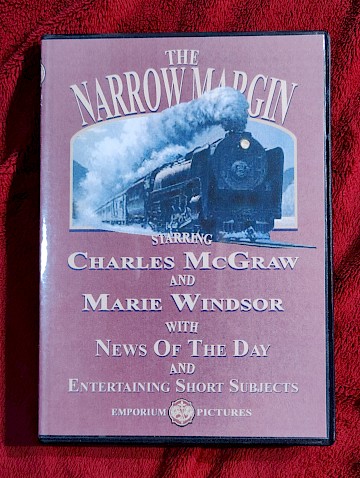 THE
NARROW MARGIN
STARRING
CHARLES MCGRAW
AND
MARIE WINDSOR
WITH
NEWS OF THE DAY
AND
ENTERTAINING SHORT SUBJECTS
EMPORIUM PICTURES